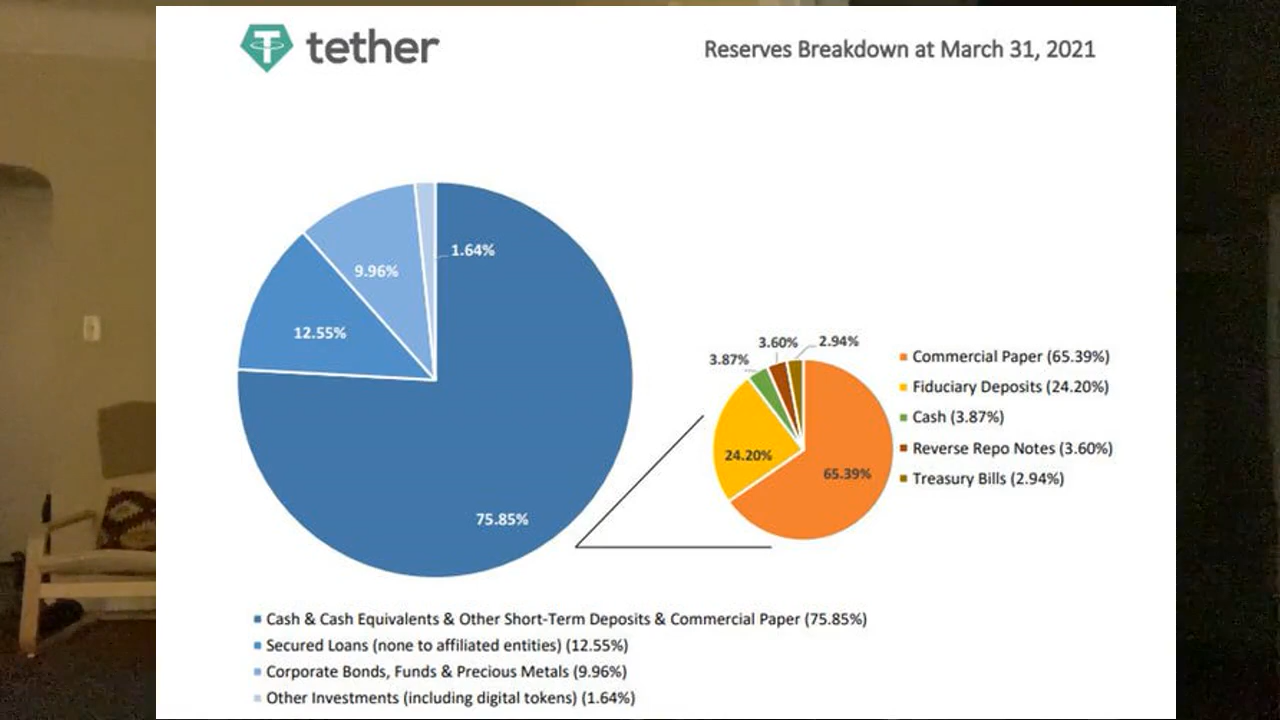 tether
Reserves Breakdown at March 31, 2021
1.64%
9.96%
12.55%
75.85%
3.87%
3.60%
2.94%
24.20%
65.39%
Commercial Paper (65.39%)
Fiduciary Deposits (24.20%)
Cash (3.87%)
Reverse Repo Notes (3.60%)
Treasury Bills (2.94%)
Cash & Cash Equivalents & Other Short-Term Deposits & Commercial Paper (75.85%)
Secured Loans (none to affiliated entities) (12.55%)
Corporate Bonds, Funds & Precious Metals (9.96%)
Other Investments (including digital tokens) (1.64%)